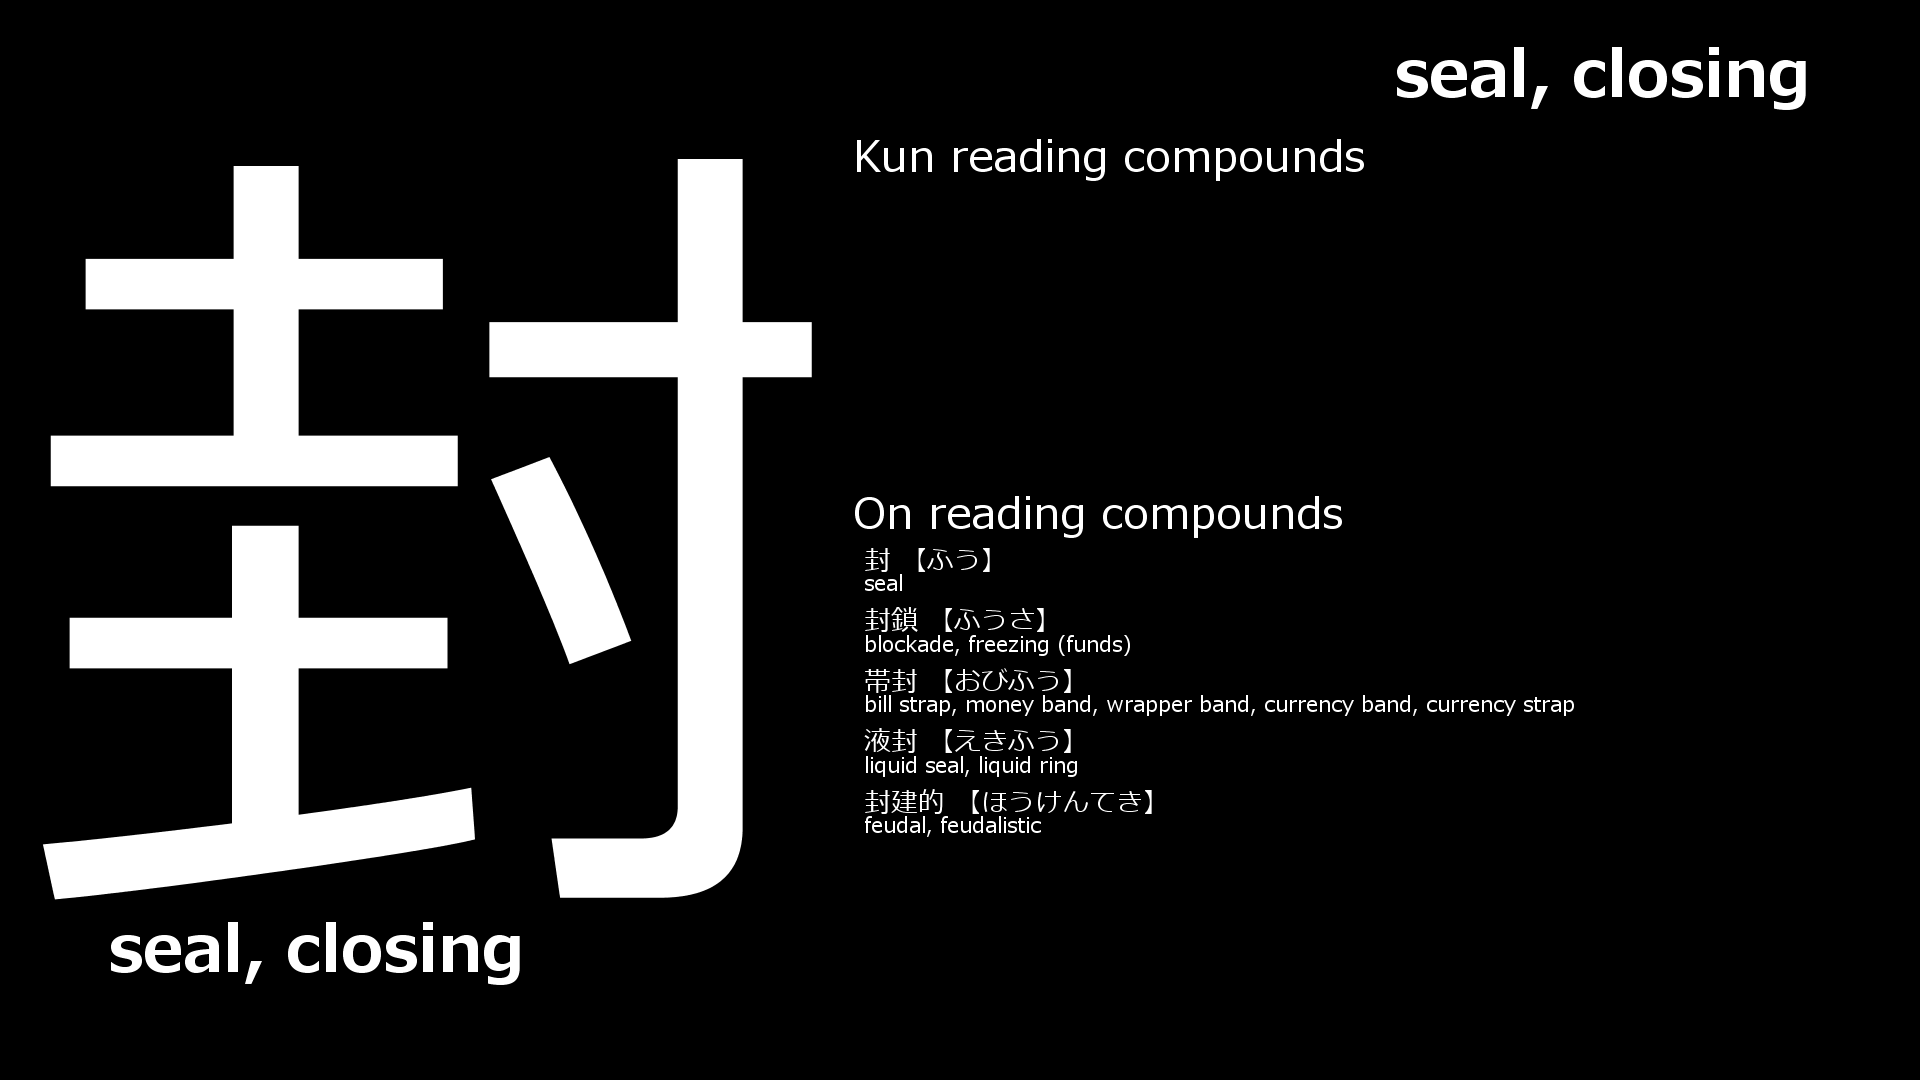 seal, closing
封
seal, closing
Kun reading compounds
On reading compounds
封 【ふう】
seal
封鎖 【ふうさ】
blockade, freezing (funds)
帯封 【おびふう】
bill strap, money band, wrapper band, currency band, currency strap
液封 【えきふう】
liquid seal, liquid ring
封建的 【ほうけんてき】
feudal, feudalistic